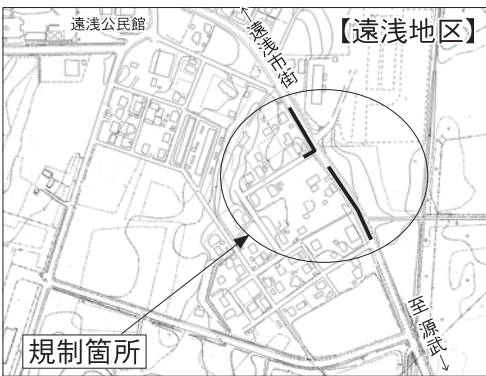 遠浅公民館
【遠浅地区】
←遠浅市街
規制箇所
至 源武→